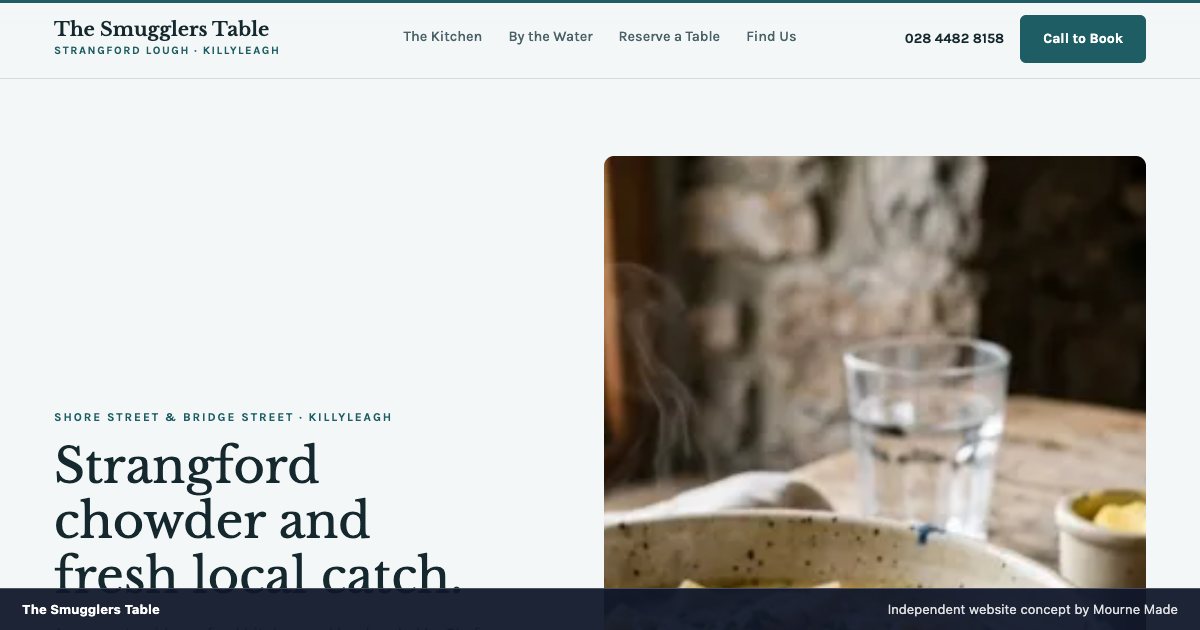 The Smugglers Table
STRANGFORD LOUGH · KILLYLEAGH
The Kitchen
By the Water
Reserve a Table
Find Us
028 4482 8158
Call to Book
SHORE STREET & BRIDGE STREET · KILLYLEAGH
Strangford
chowder and
fresh local catch.
The Smugglers Table
Independent website concept by Mourne Made